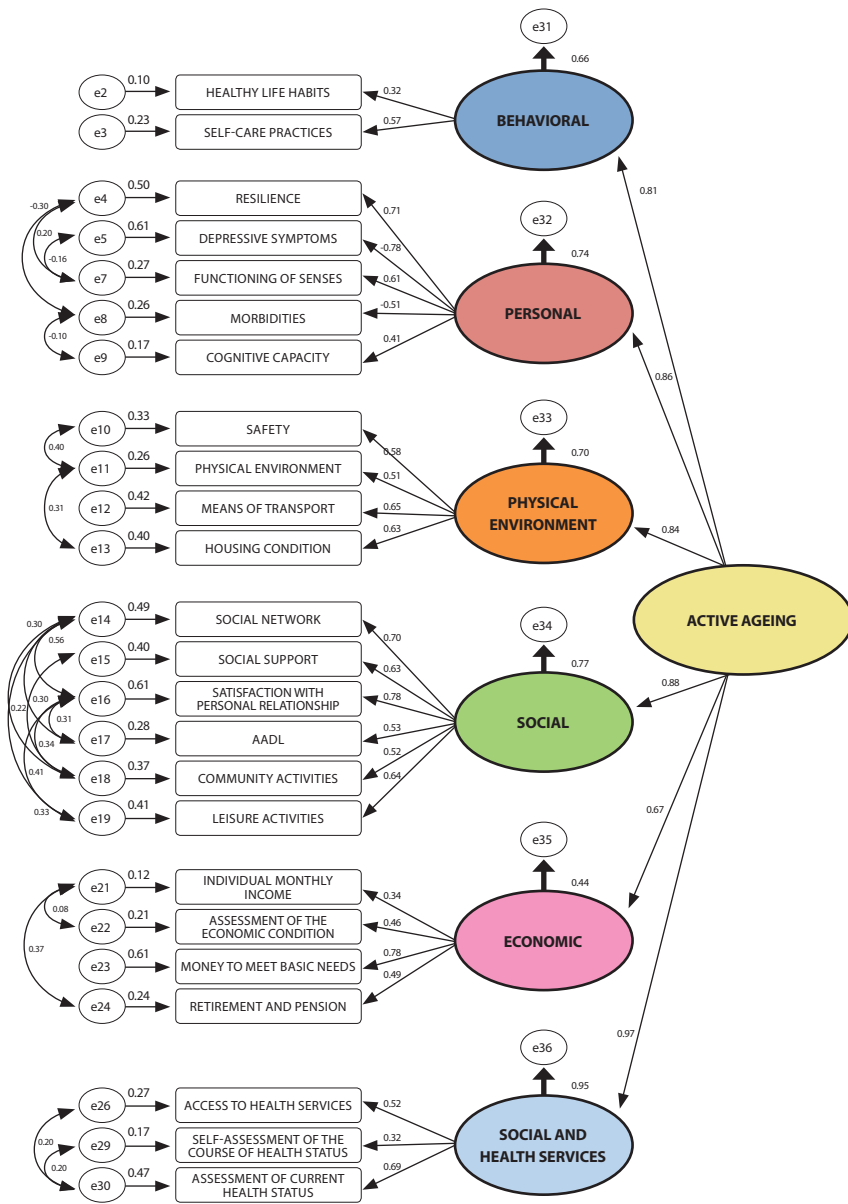 e31
0.66
e2
0.10
HEALTHY LIFE HABITS
0.32
BEHAVIORAL
e3
0.23
SELF-CARE PRACTICES
0.57
0.81
e4
0.50
RESILIENCE
0.71
e32
0.74
-0.30
0.20
e5
0.61
DEPRESSIVE SYMPTOMS
-0.78
-0.16
e7
0.27
FUNCTIONING OF SENSES
0.61
PERSONAL
e8
0.26
MORBIDITIES
-0.51
-0.10
e9
0.17
COGNITIVE CAPACITY
0.41
0.86
e33
0.70
e10
0.33
SAFETY
0.58
0.40
e11
0.26
PHYSICAL ENVIRONMENT
0.51
PHYSICAL
ENVIRONMENT
0.31
e12
0.42
MEANS OF TRANSPORT
0.65
e13
0.40
HOUSING CONDITION
0.63
0.84
ACTIVE AGEING
e34
0.77
0.30
e14
0.49
SOCIAL NETWORK
0.70
0.56
e15
0.40
SOCIAL SUPPORT
0.63
0.88
0.22
0.30
e16
0.61
SATISFACTION WITH
PERSONAL RELATIONSHIP
0.78
SOCIAL
0.31
e17
0.28
AADL
0.53
0.34
0.41
e18
0.37
COMMUNITY ACTIVITIES
0.52
0.33
e19
0.41
LEISURE ACTIVITIES
0.64
0.67
e35
0.44
e21
0.12
INDIVIDUAL MONTHLY
INCOME
0.34
0.08
e22
0.21
ASSESSMENT OF THE
ECONOMIC CONDITION
0.46
ECONOMIC
0.37
e23
0.61
MONEY TO MEET BASIC NEEDS
0.78
e24
0.24
RETIREMENT AND PENSION
0.49
0.97
e36
0.95
e26
0.27
ACCESS TO HEALTH SERVICES
0.52
0.20
e29
0.17
SELF-ASSESSMENT OF THE
COURSE OF HEALTH STATUS
0.32
SOCIAL AND
HEALTH SERVICES
0.20
e30
0.47
ASSESSMENT OF CURRENT
HEALTH STATUS
0.69